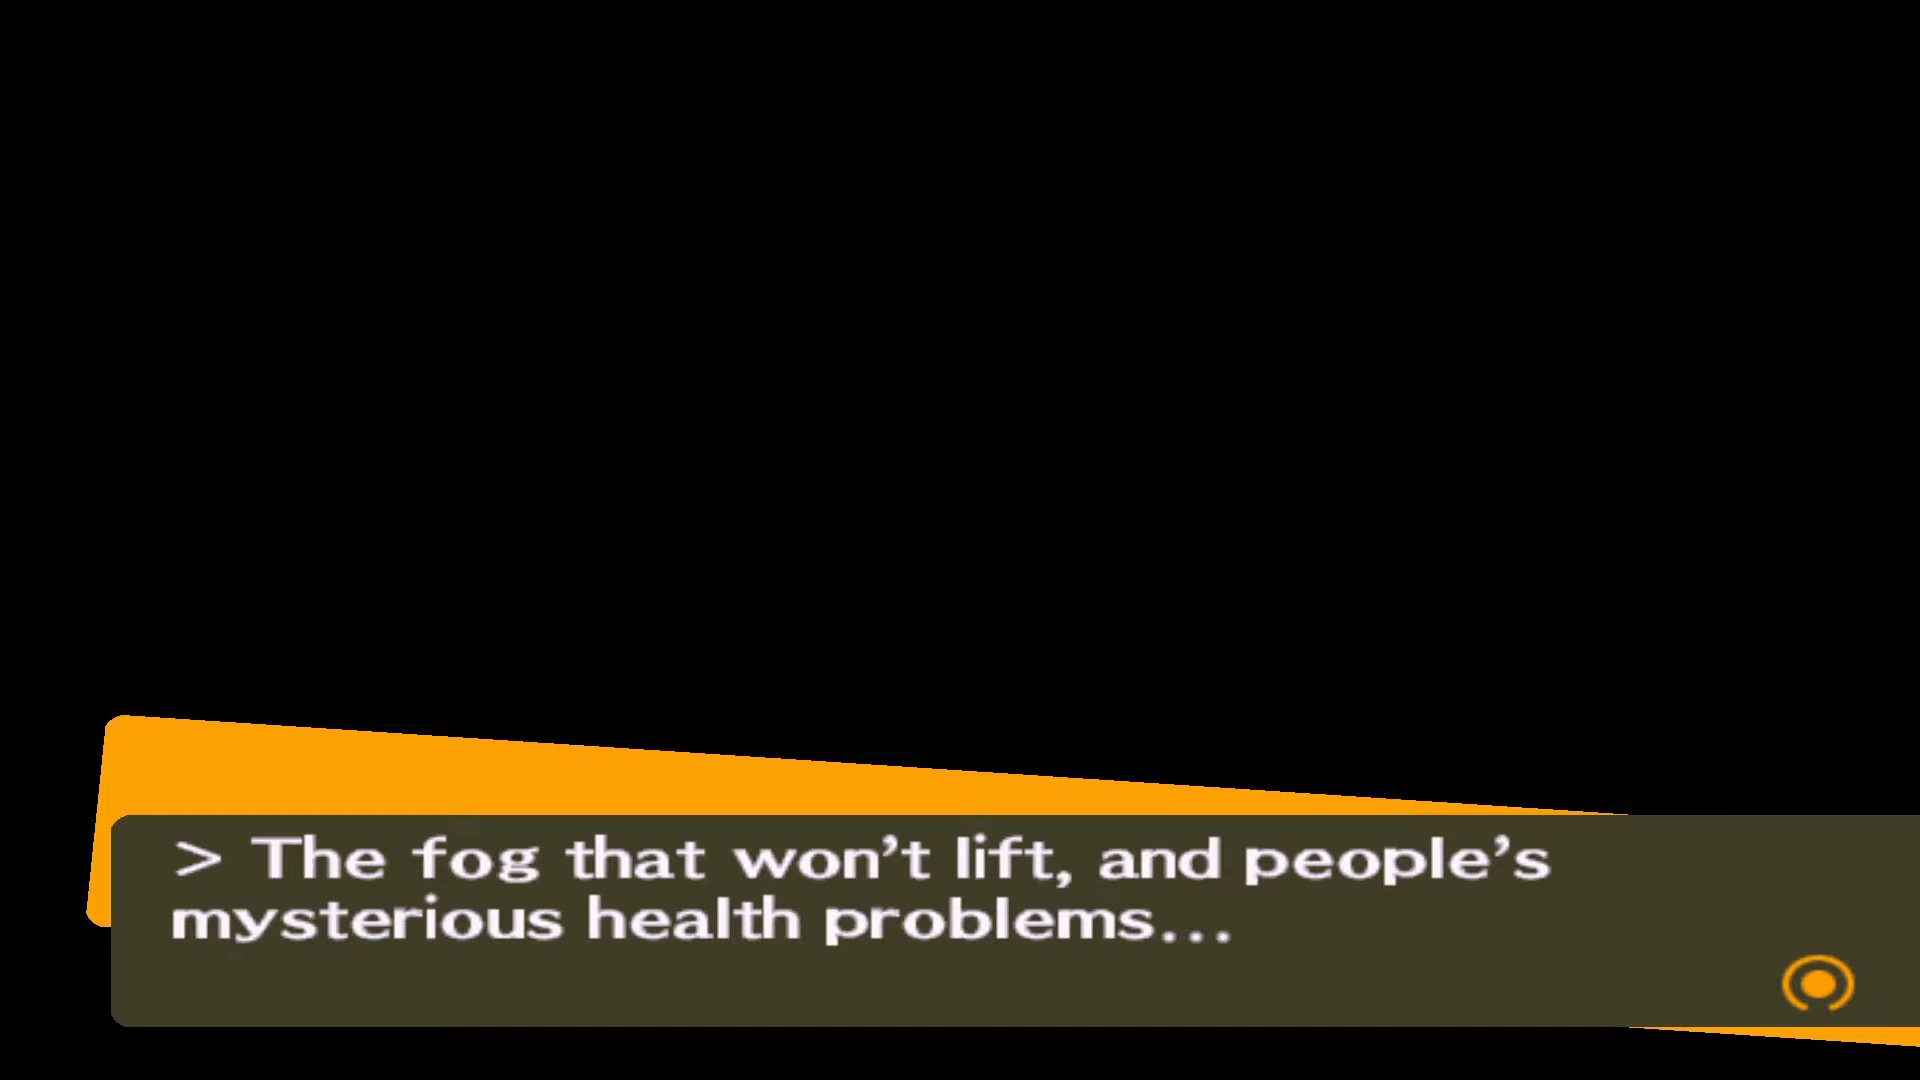 > The fog that won’t lift, and people’s
mysterious health problems...